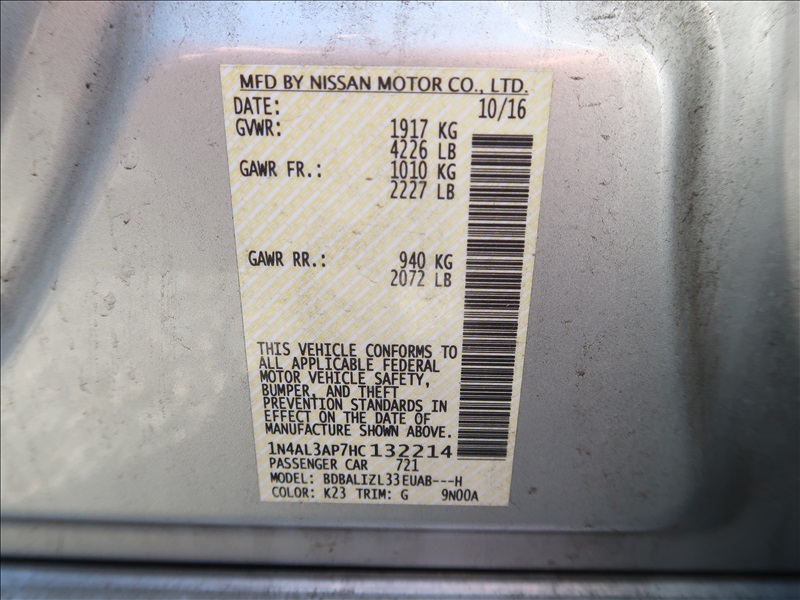 MFD BY NISSAN MOTOR CO., LTD.
DATE: 10/16
GVWR: 1917 KG
4226 LB
GAWR FR.: 1010 KG
2227 LB
GAWR RR.: 940 KG
2072 LB
THIS VEHICLE CONFORMS TO
ALL APPLICABLE FEDERAL
MOTOR VEHICLE SAFETY,
BUMPER, AND THEFT
PREVENTION STANDARDS IN
EFFECT ON THE DATE OF
MANUFACTURE SHOWN ABOVE.
1N4AL3AP7HC132214
PASSENGER CAR 721
MODEL: BDBALIZL33EUAB---H
COLOR: K23 TRIM: G 9N00A